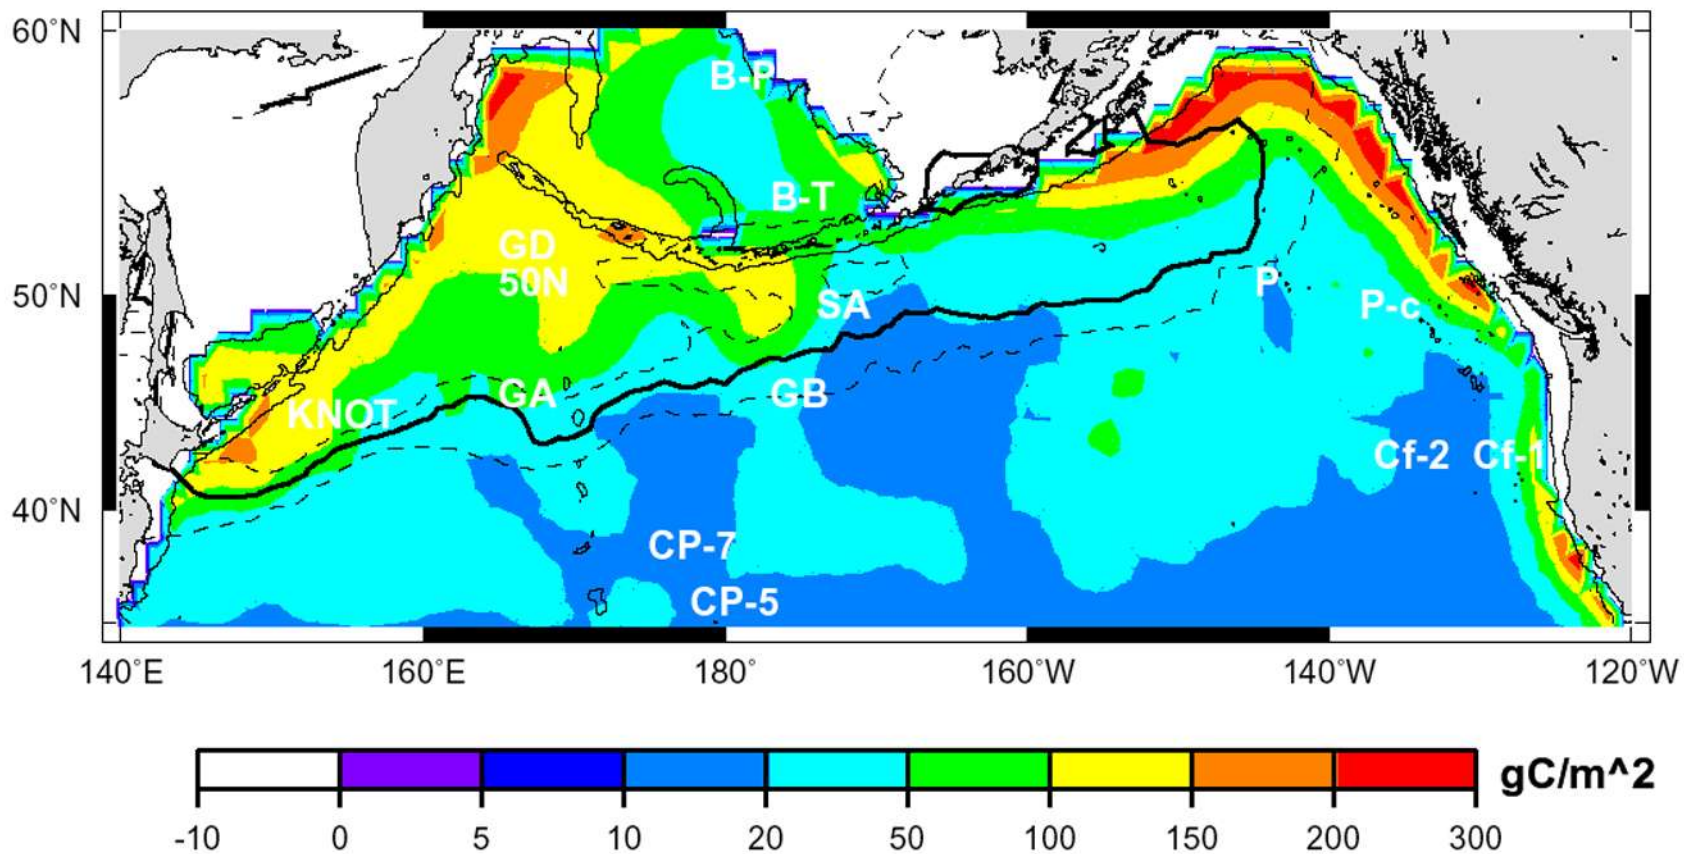 60°N
B-P
B-T
GD
50N
50°N
SA
P
P-c
GA
GB
KNOT
Cf-2
Cf-1
40°N
CP-7
CP-5
140°E
160°E
180°
160°W
140°W
120°W
gC/m^2
-10
0
5
10
20
50
100
150
200
300